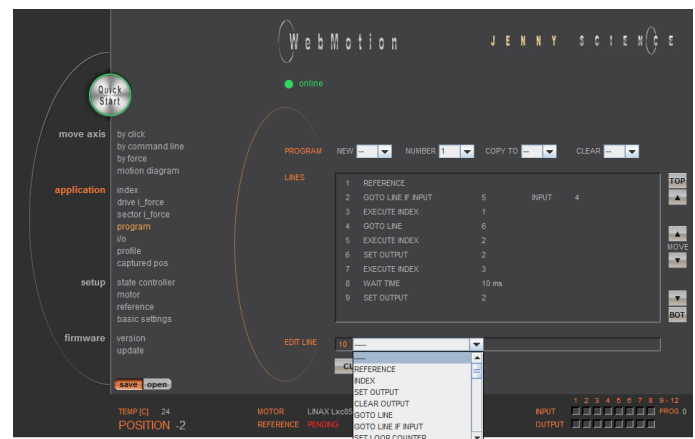 WebMotion
JENNY SCIENCE
online
Quick
Start
move axis
by click
by command line
by force
motion diagram
application
index
drive i_force
sector i_force
program
i/o
profile
captured pos
setup
state controller
motor
reference
basic settings
firmware
version
update
save open
PROGRAM NEW -- NUMBER 1 COPY TO -- CLEAR --
LINES
1 REFERENCE
2 GOTO LINE IF INPUT 5 INPUT 4
3 EXECUTE INDEX 1
4 GOTO LINE 6
5 EXECUTE INDEX 2
6 SET OUTPUT 2
7 EXECUTE INDEX 3
8 WAIT TIME 10 ms
9 SET OUTPUT 2
TOP
MOVE
BOT
EDIT LINE 10 ----
----
REFERENCE
INDEX
SET OUTPUT
CLEAR OUTPUT
GOTO LINE
GOTO LINE IF INPUT
SET LOOP COUNTER
TEMP [C] 24
POSITION -2
MOTOR LINAX Lxc85
REFERENCE PENDING
1 2 3 4 5 6 7 8 9-12
INPUT PROG 0
OUTPUT